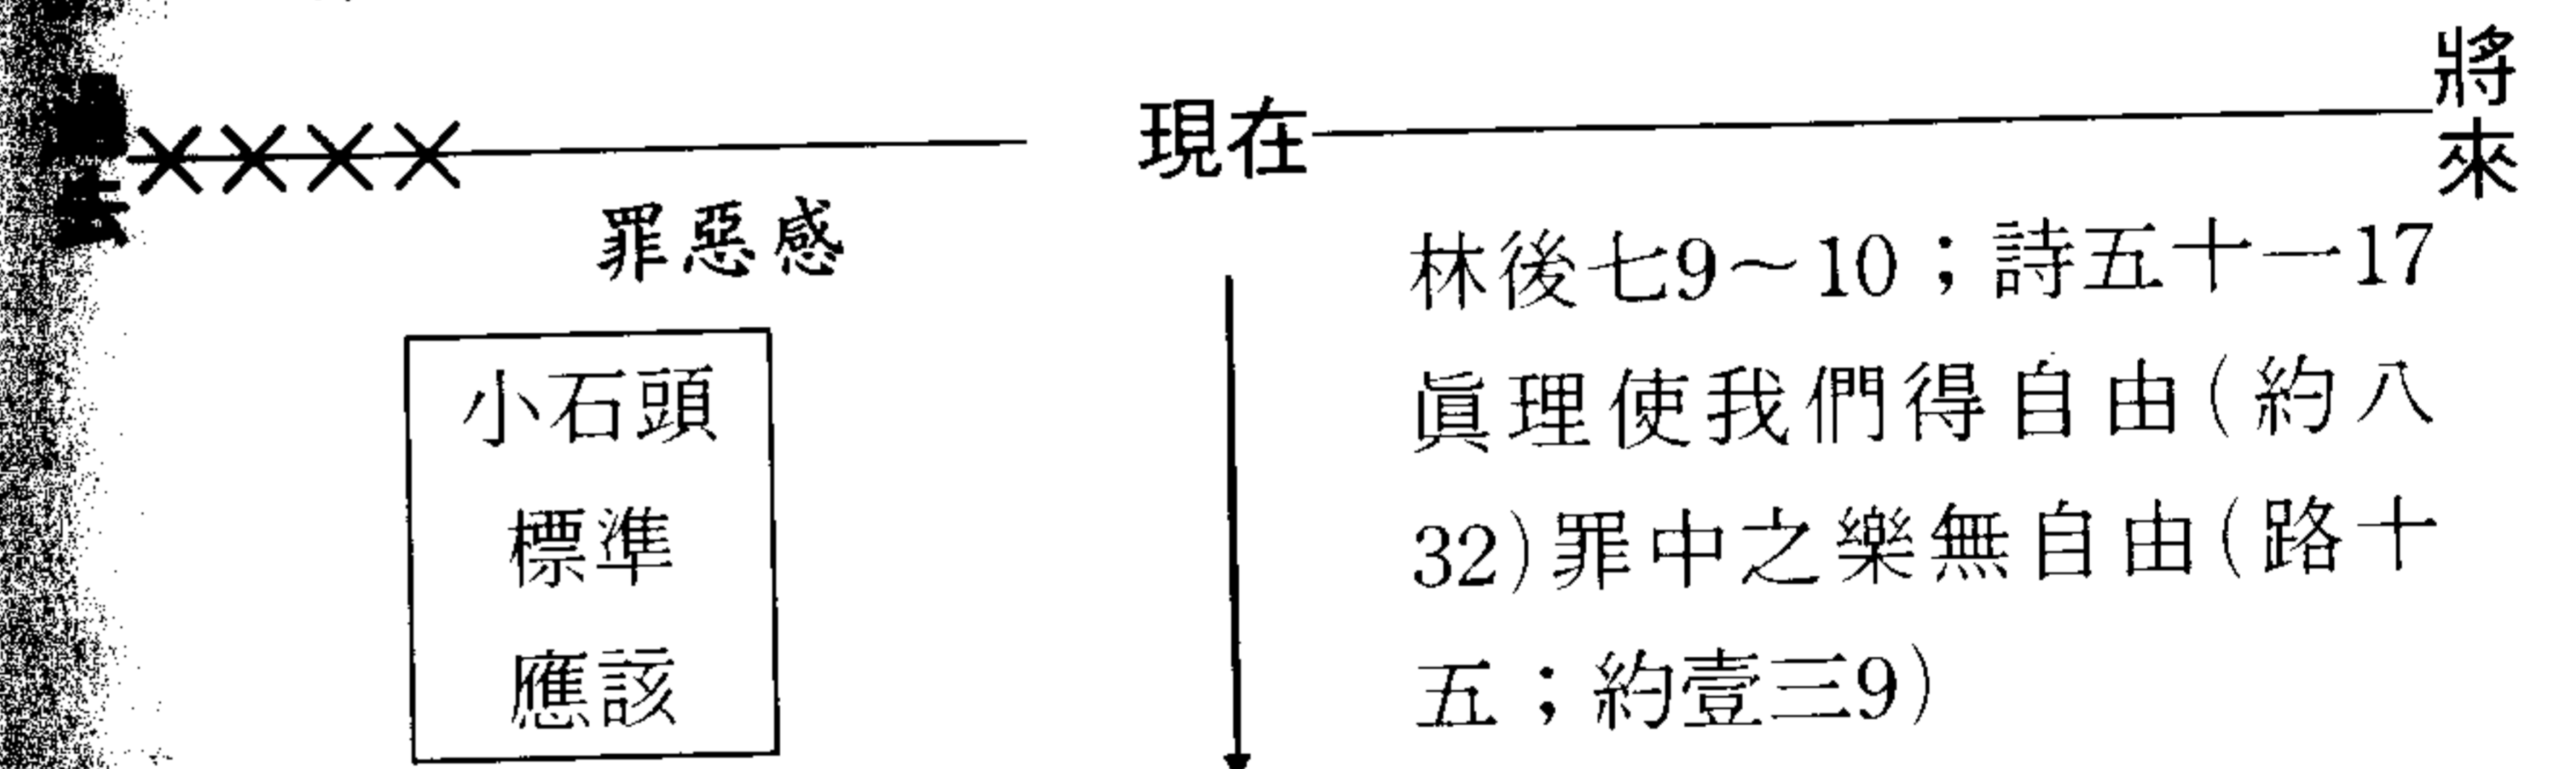 過去 ×××× 現在 將來
罪惡感
林後七9～10；詩五十一17
小石頭
眞理使我們得自由(約八
標準
32)罪中之樂無自由(路十
應該
五；約壹三9)